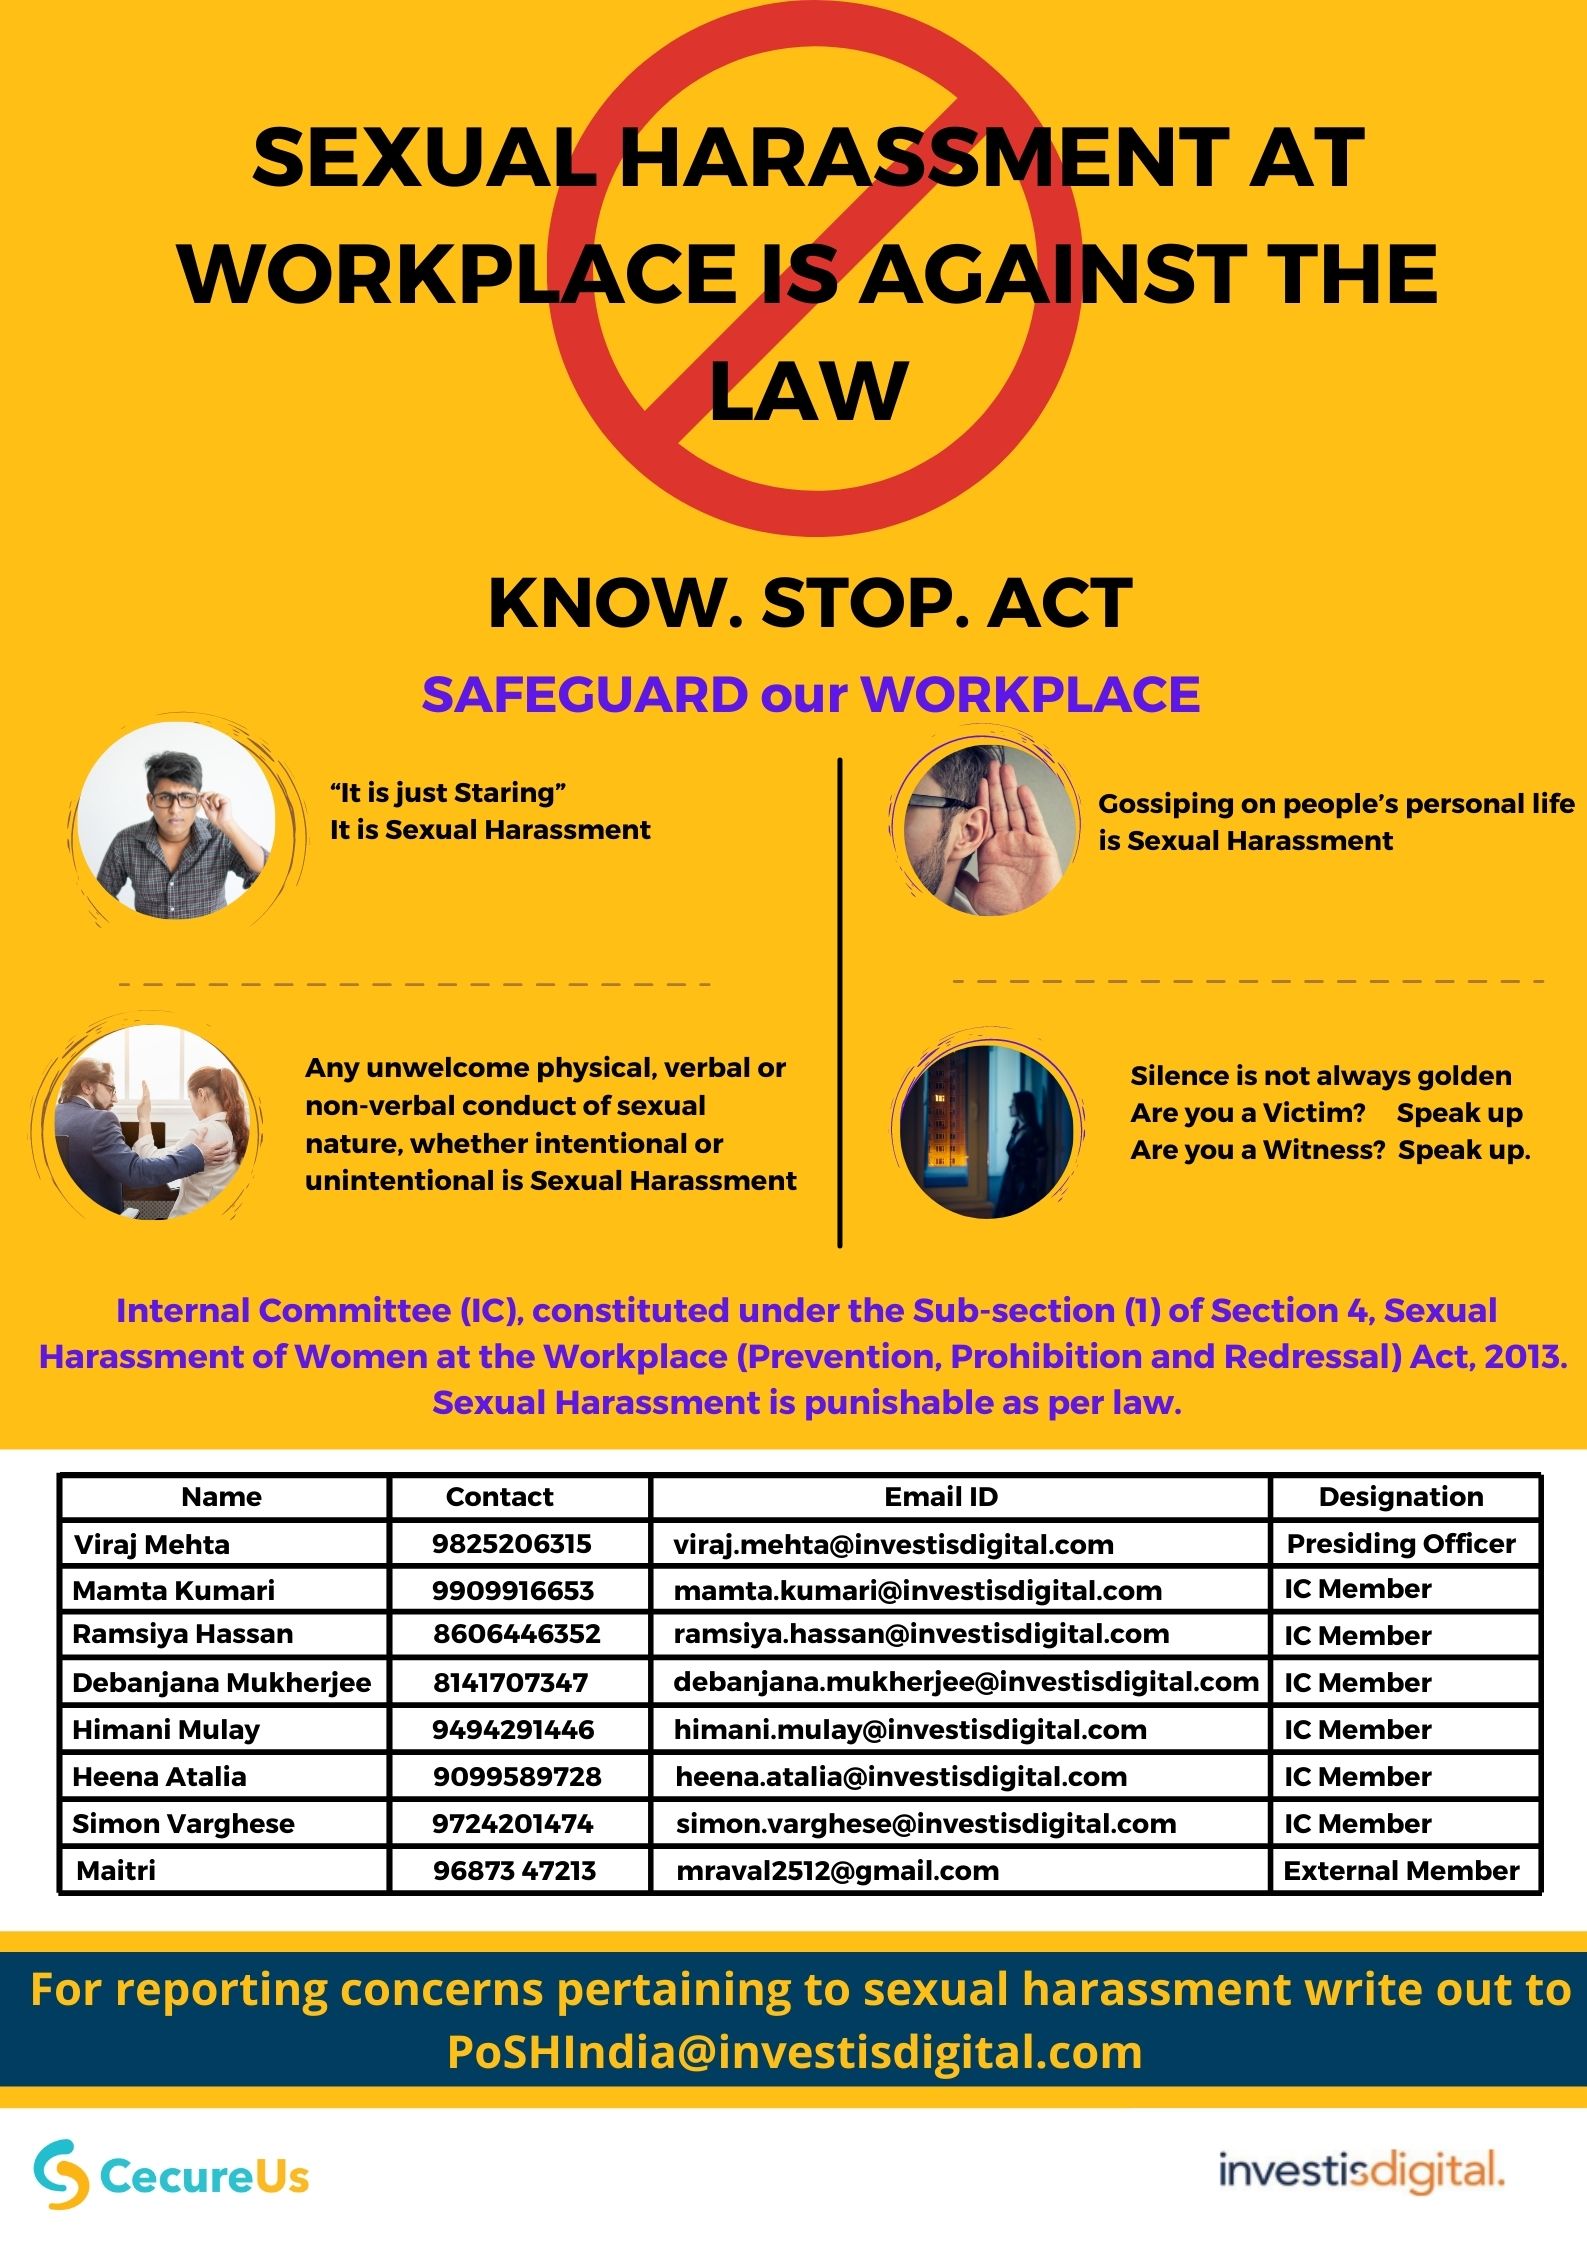 SEXUAL HARASSMENT AT
WORKPLACE IS AGAINST THE
LAW
KNOW. STOP. ACT
SAFEGUARD our WORKPLACE
“It is just Staring”
It is Sexual Harassment
Gossiping on people’s personal life
is Sexual Harassment
Any unwelcome physical, verbal or
non-verbal conduct of sexual
nature, whether intentional or
unintentional is Sexual Harassment
Silence is not always golden
Are you a Victim? Speak up
Are you a Witness? Speak up.
Internal Committee (IC), constituted under the Sub-section (1) of Section 4, Sexual
Harassment of Women at the Workplace (Prevention, Prohibition and Redressal) Act, 2013.
Sexual Harassment is punishable as per law.
Name Contact Email ID Designation
Viraj Mehta 9825206315 viraj.mehta@investisdigital.com Presiding Officer
Mamta Kumari 9909916653 mamta.kumari@investisdigital.com IC Member
Ramsiya Hassan 8606446352 ramsiya.hassan@investisdigital.com IC Member
Debanjana Mukherjee 8141707347 debanjana.mukherjee@investisdigital.com IC Member
Himani Mulay 9494291446 himani.mulay@investisdigital.com IC Member
Heena Atalia 9099589728 heena.atalia@investisdigital.com IC Member
Simon Varghese 9724201474 simon.varghese@investisdigital.com IC Member
Maitri 96873 47213 mraval2512@gmail.com External Member
For reporting concerns pertaining to sexual harassment write out to
PoSHIndia@investisdigital.com
CecureUs
investisdigital.